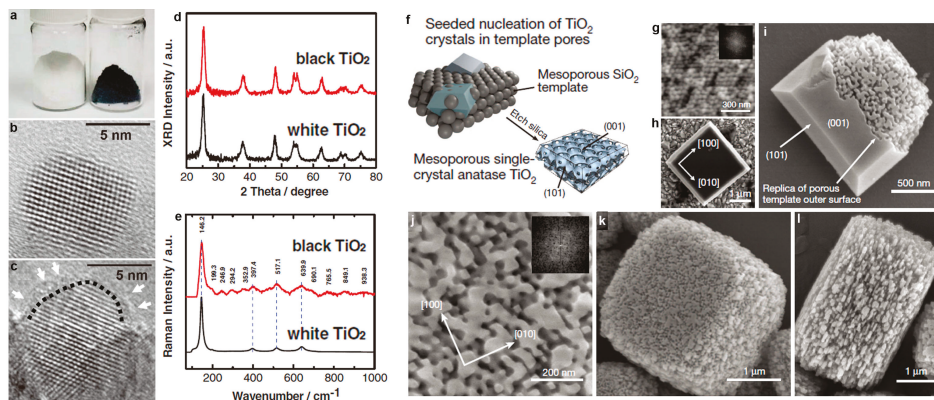 a
b
5 nm
c
5nm
d
XRD Intensity / a.u.
black TiO2
white TiO2
20 30 40 50 60 70 80
2 Theta / degree
e
Raman Intensity / a.u.
146.2
199.3
246.9
294.2
352.9
397.4
517.1
639.9
690.1
765.5
849.1
938.3
black TiO2
white TiO2
200 400 600 800 1000
Wavenumber / cm-1
f
Seeded nucleation of TiO2
crystals in template pores
Mesoporous SiO2
template
Etch silica
(001)
Mesoporous single-
crystal anatase TiO2
(101)
g
300 nm
h
[100]
[010]
1 µm
i
(001)
(101)
Replica of porous
template outer surface
500 nm
j
[100]
[010]
200 nm
k
1 µm
l
1 µm